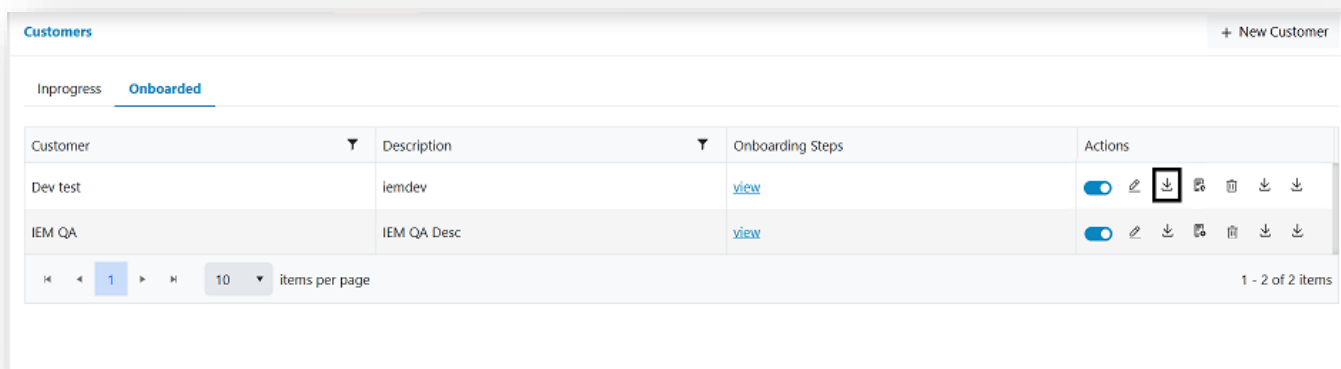 Customers + New Customer
Inprogress Onboarded
Customer Description Onboarding Steps Actions
Dev test iemdev view
IEM QA IEM QA Desc view
1 10 items per page 1 - 2 of 2 items